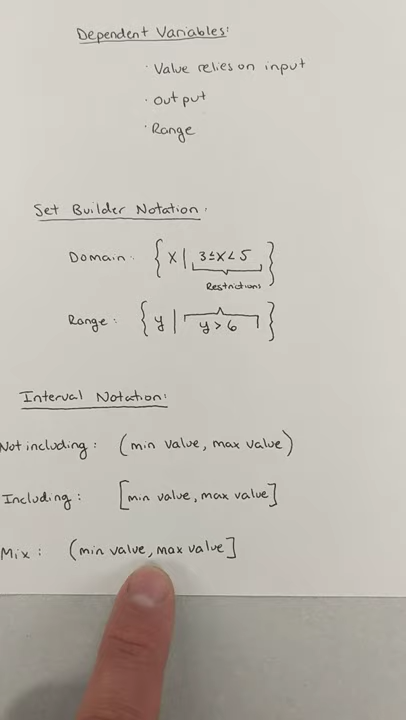 Dependent Variables:
· Value relies on input
· output
· Range
Set Builder Notation:
Domain: {x | 3≤x<5}
Restrictions
Range: {y | y>6}
Interval Notation:
Not including: (min value, max value)
Including: [min value, max value]
Mix: (min value, max value]